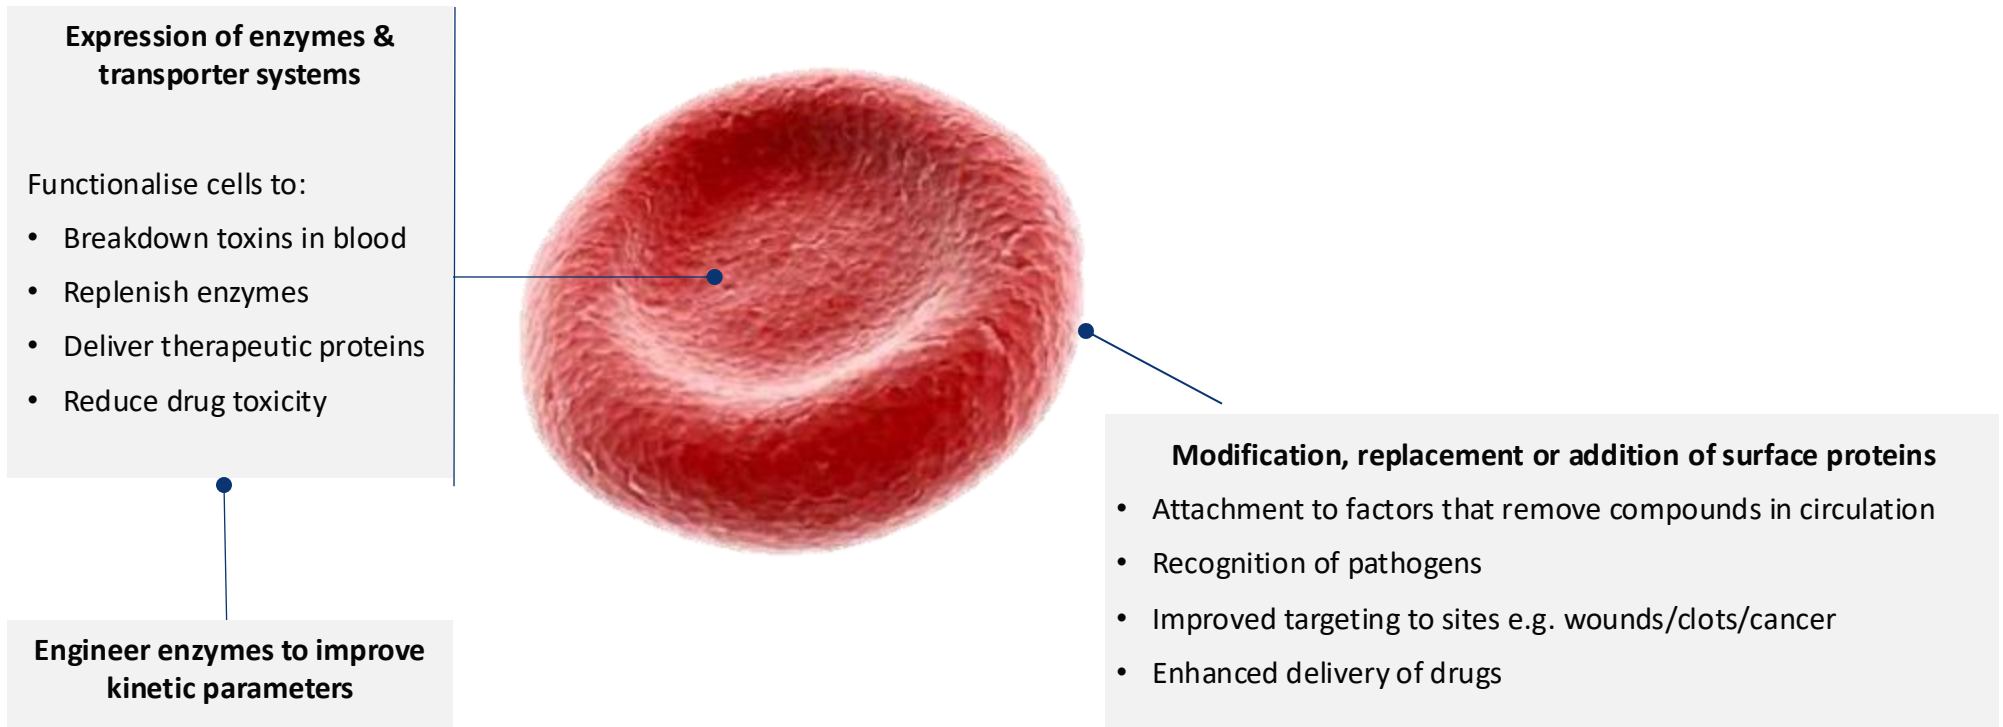 Expression of enzymes &
transporter systems
Functionalise cells to:
• Breakdown toxins in blood
• Replenish enzymes
• Deliver therapeutic proteins
• Reduce drug toxicity
Engineer enzymes to improve
kinetic parameters
Modification, replacement or addition of surface proteins
• Attachment to factors that remove compounds in circulation
• Recognition of pathogens
• Improved targeting to sites e.g. wounds/clots/cancer
• Enhanced delivery of drugs